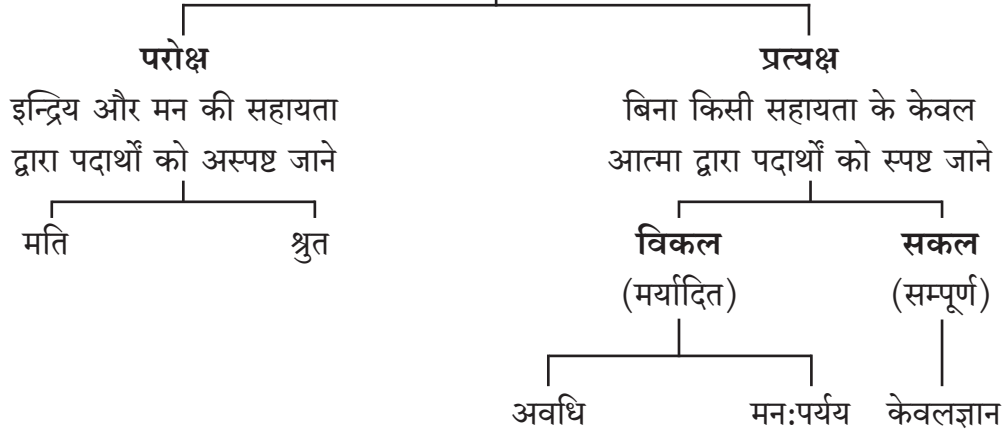 परोक्ष
इन्द्रिय और मन की सहायता
द्वारा पदार्थों को अस्पष्ट जाने
मति
श्रुत
प्रत्यक्ष
बिना किसी सहायता के केवल
आत्मा द्वारा पदार्थों को स्पष्ट जाने
विकल
(मर्यादित)
अवधि
मन:पर्यय
सकल
(सम्पूर्ण)
केवलज्ञान